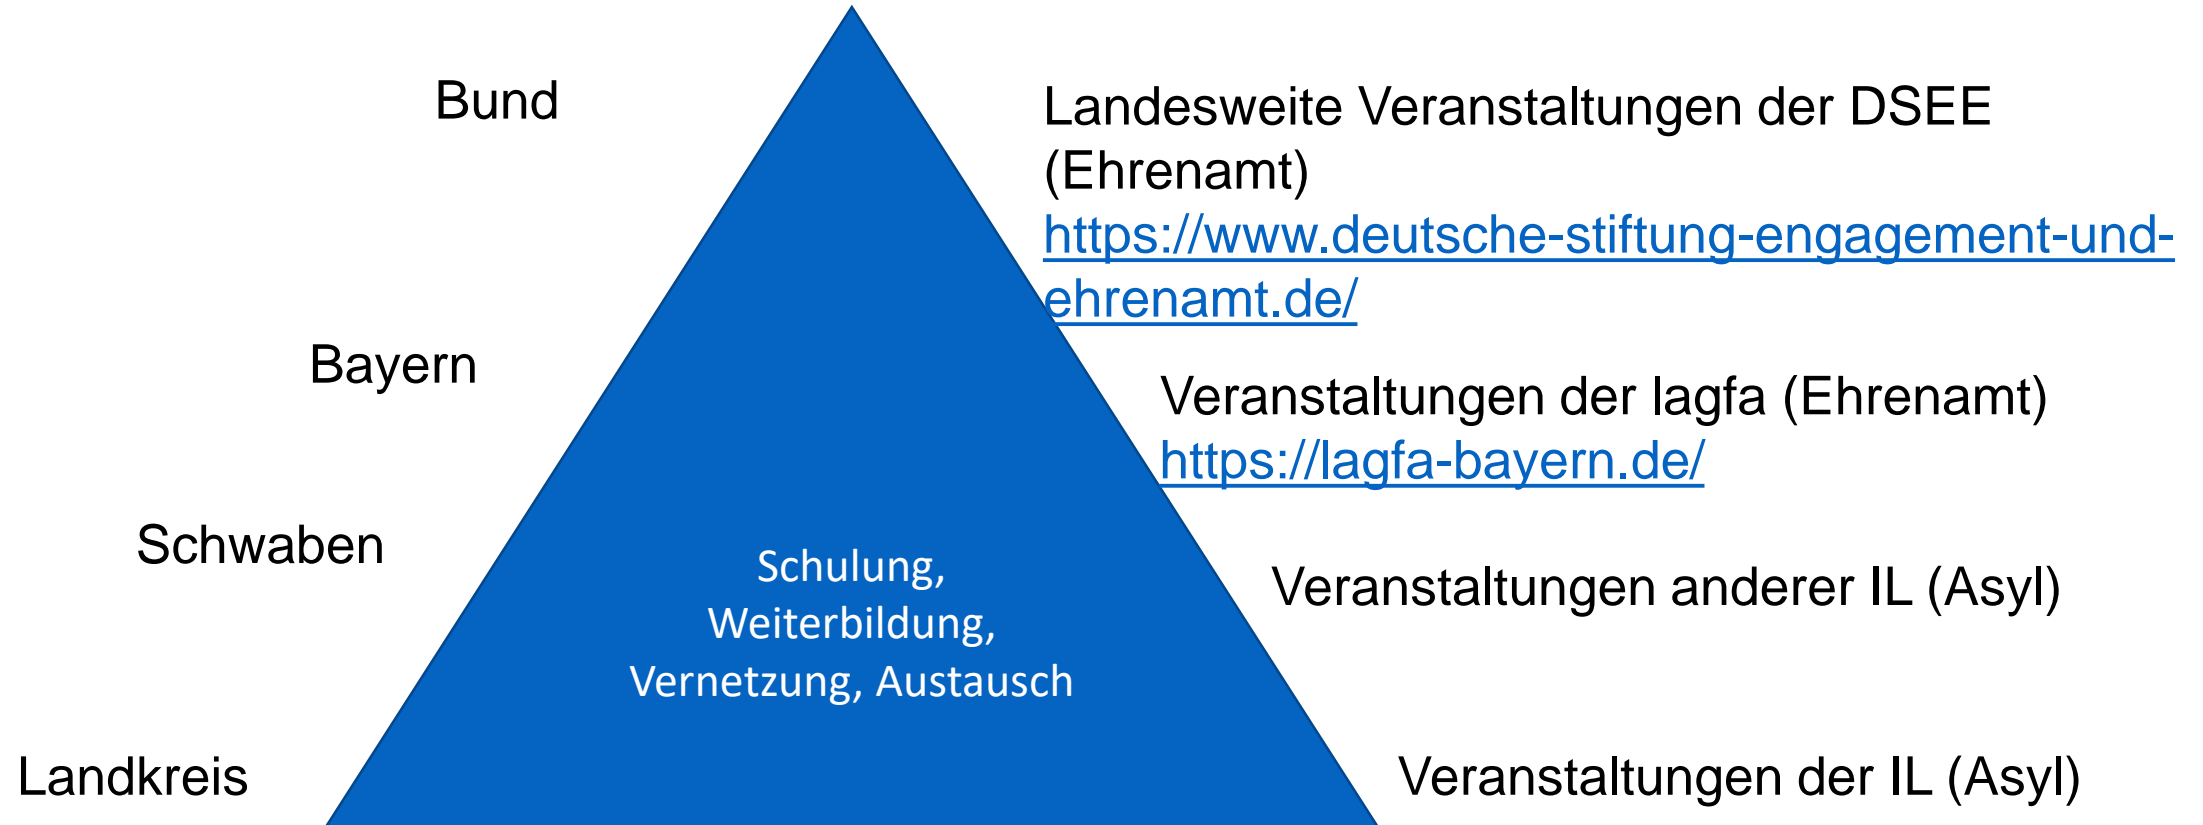 Bund
Landesweite Veranstaltungen der DSEE
(Ehrenamt)
https://www.deutsche-stiftung-engagement-und-
ehrenamt.de/
Bayern
Veranstaltungen der lagfa (Ehrenamt)
https://lagfa-bayern.de/
Schwaben
Veranstaltungen anderer IL (Asyl)
Schulung,
Weiterbildung,
Vernetzung, Austausch
Landkreis
Veranstaltungen der IL (Asyl)